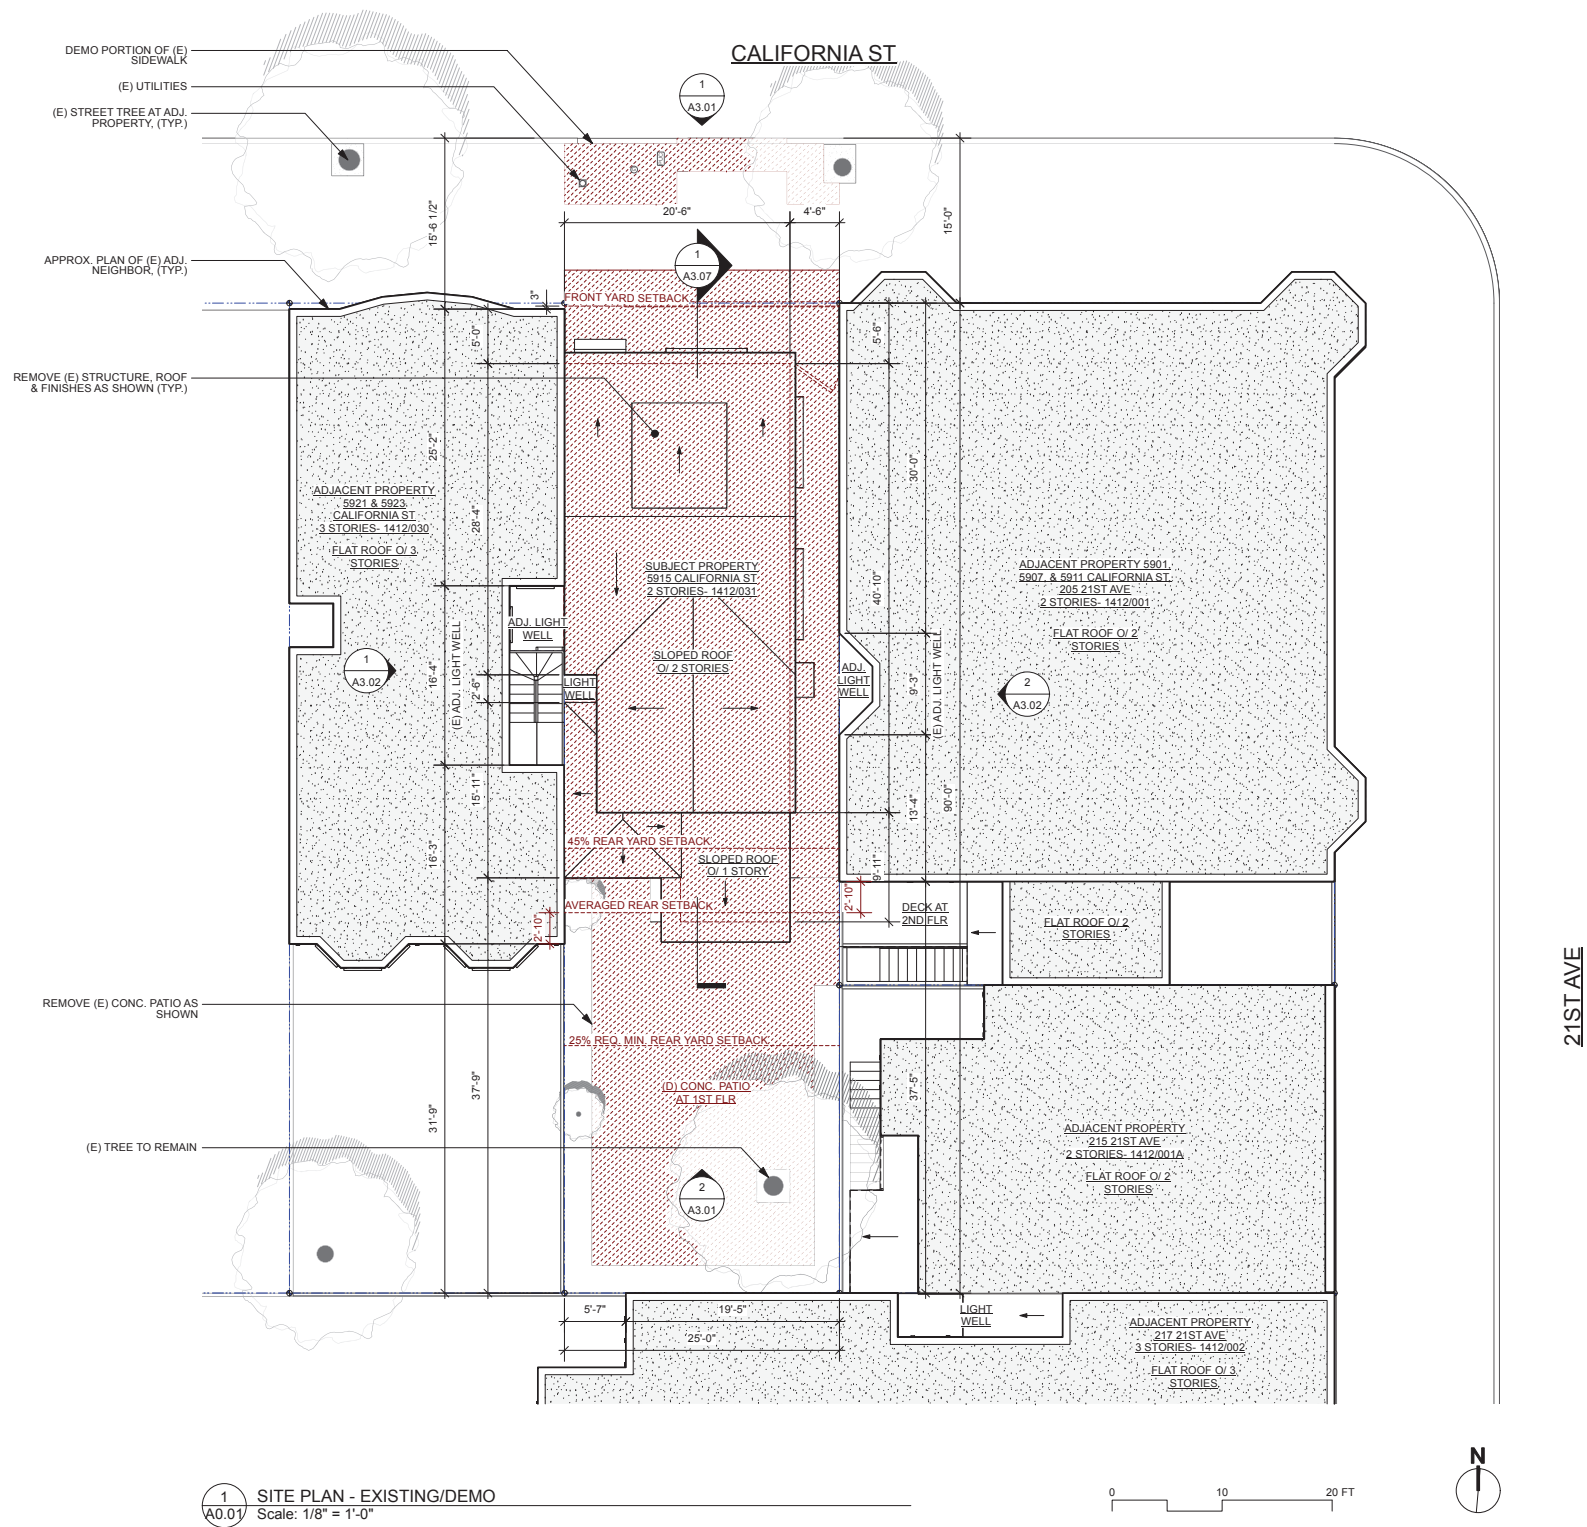 CALIFORNIA ST
DEMO PORTION OF (E)
SIDEWALK
(E) UTILITIES
(E) STREET TREE AT ADJ.
PROPERTY, (TYP.)
1
A3.01
15'-6 1/2"
20'-6"
4'-6"
15'-0"
APPROX. PLAN OF (E) ADJ.
NEIGHBOR, (TYP.)
1
A3.07
3"
FRONT YARD SETBACK
5'-0"
5'-6"
REMOVE (E) STRUCTURE, ROOF
& FINISHES AS SHOWN (TYP.)
25'-2"
30'-0"
ADJACENT PROPERTY
5921 & 5923
CALIFORNIA ST
3 STORIES- 1412/030
FLAT ROOF O/ 3
STORIES
28'-4"
SUBJECT PROPERTY
5915 CALIFORNIA ST
2 STORIES- 1412/031
40'-10"
ADJACENT PROPERTY 5901,
5907, & 5911 CALIFORNIA ST,
205 21ST AVE
2 STORIES- 1412/001
FLAT ROOF O/ 2
STORIES
ADJ. LIGHT
WELL
SLOPED ROOF
O/ 2 STORIES
1
A3.02
16'-4"
(E) ADJ. LIGHT WELL
2'-6"
LIGHT
WELL
ADJ.
LIGHT
WELL
9'-3"
(E) ADJ. LIGHT WELL
2
A3.02
15'-11"
13'-4"
90'-0"
16'-3"
45% REAR YARD SETBACK
SLOPED ROOF
O/ 1 STORY
9'-11"
2'-10"
AVERAGED REAR SETBACK
2'-10"
DECK AT
2ND FLR
FLAT ROOF O/ 2
STORIES
21ST AVE
REMOVE (E) CONC. PATIO AS
SHOWN
25% REQ. MIN. REAR YARD SETBACK
37'-9"
31'-9"
(D) CONC. PATIO
AT 1ST FLR
37'-5"
(E) TREE TO REMAIN
ADJACENT PROPERTY
215 21ST AVE
2 STORIES- 1412/001A
FLAT ROOF O/ 2
STORIES
2
A3.01
5'-7"
19'-5"
25'-0"
LIGHT
WELL
ADJACENT PROPERTY
217 21ST AVE
3 STORIES- 1412/002
FLAT ROOF O/ 3
STORIES
1
A0.01
SITE PLAN - EXISTING/DEMO
Scale: 1/8" = 1'-0"
0 10 20 FT
N